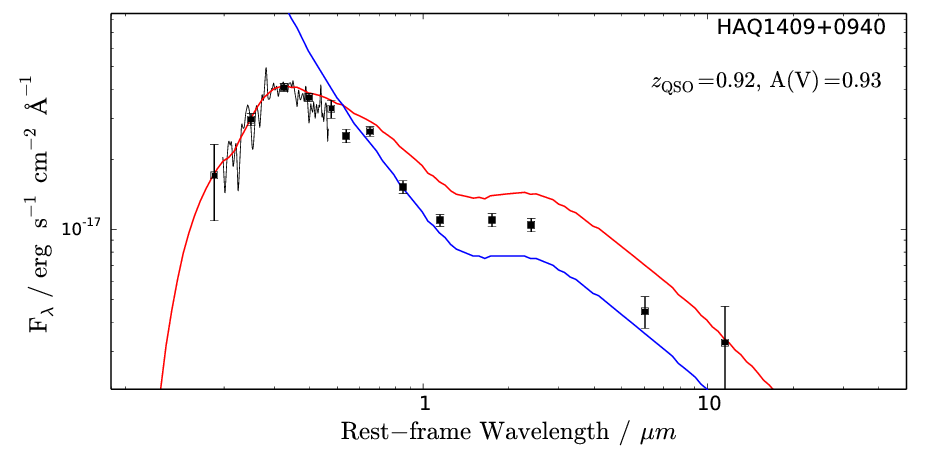 HAQ1409+0940
z_QSO=0.92, A(V)=0.93
F_λ / erg s^−1 cm^−2 Å^−1
10^-17
1 10
Rest−frame Wavelength / μm